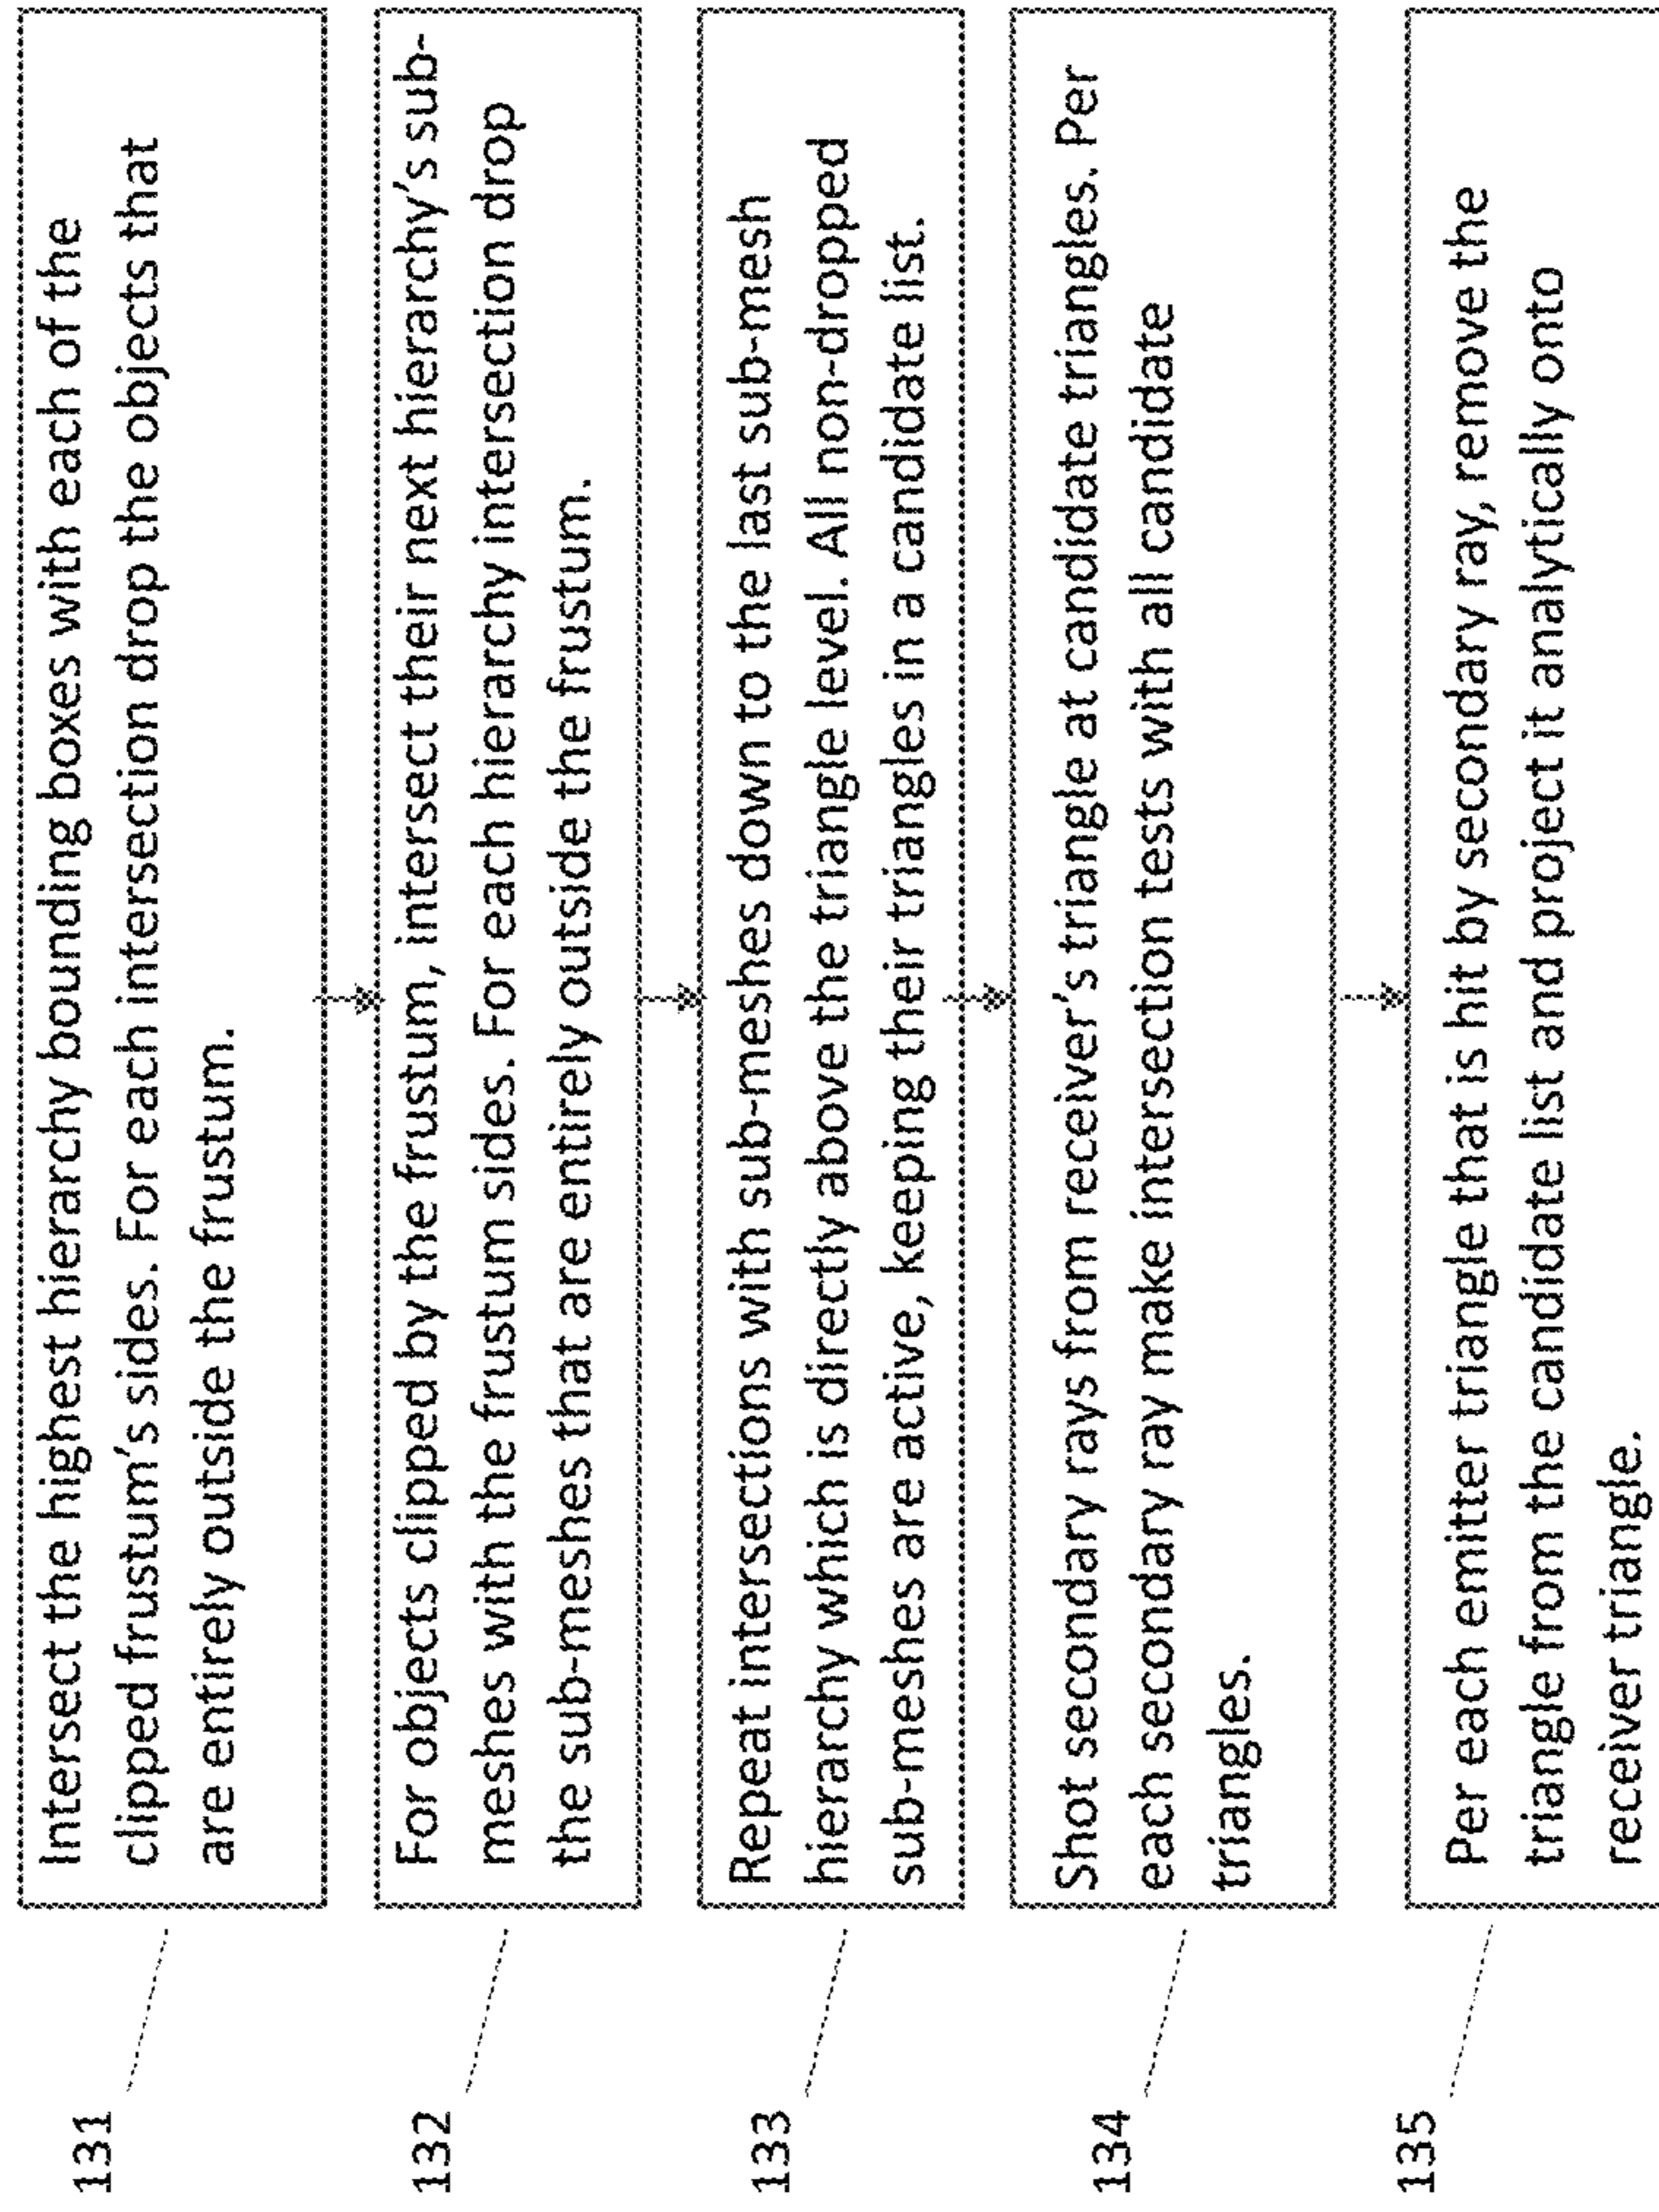 131
Intersect the highest hierarchy bounding boxes with each of the
clipped frustum's sides. For each intersection drop the objects that
are entirely outside the frustum.
132
For objects clipped by the frustum, intersect their next hierarchy's sub-
meshes with the frustum sides. For each hierarchy intersection drop
the sub-meshes that are entirely outside the frustum.
133
Repeat intersections with sub-meshes down to the last sub-mesh
hierarchy which is directly above the triangle level. All non-dropped
sub-meshes are active, keeping their triangles in a candidate list.
134
Shot secondary rays from receiver's triangle at candidate triangles. Per
each secondary ray make intersection tests with all candidate
triangles.
135
Per each emitter triangle that is hit by secondary ray, remove the
triangle from the candidate list and project it analytically onto
receiver triangle.